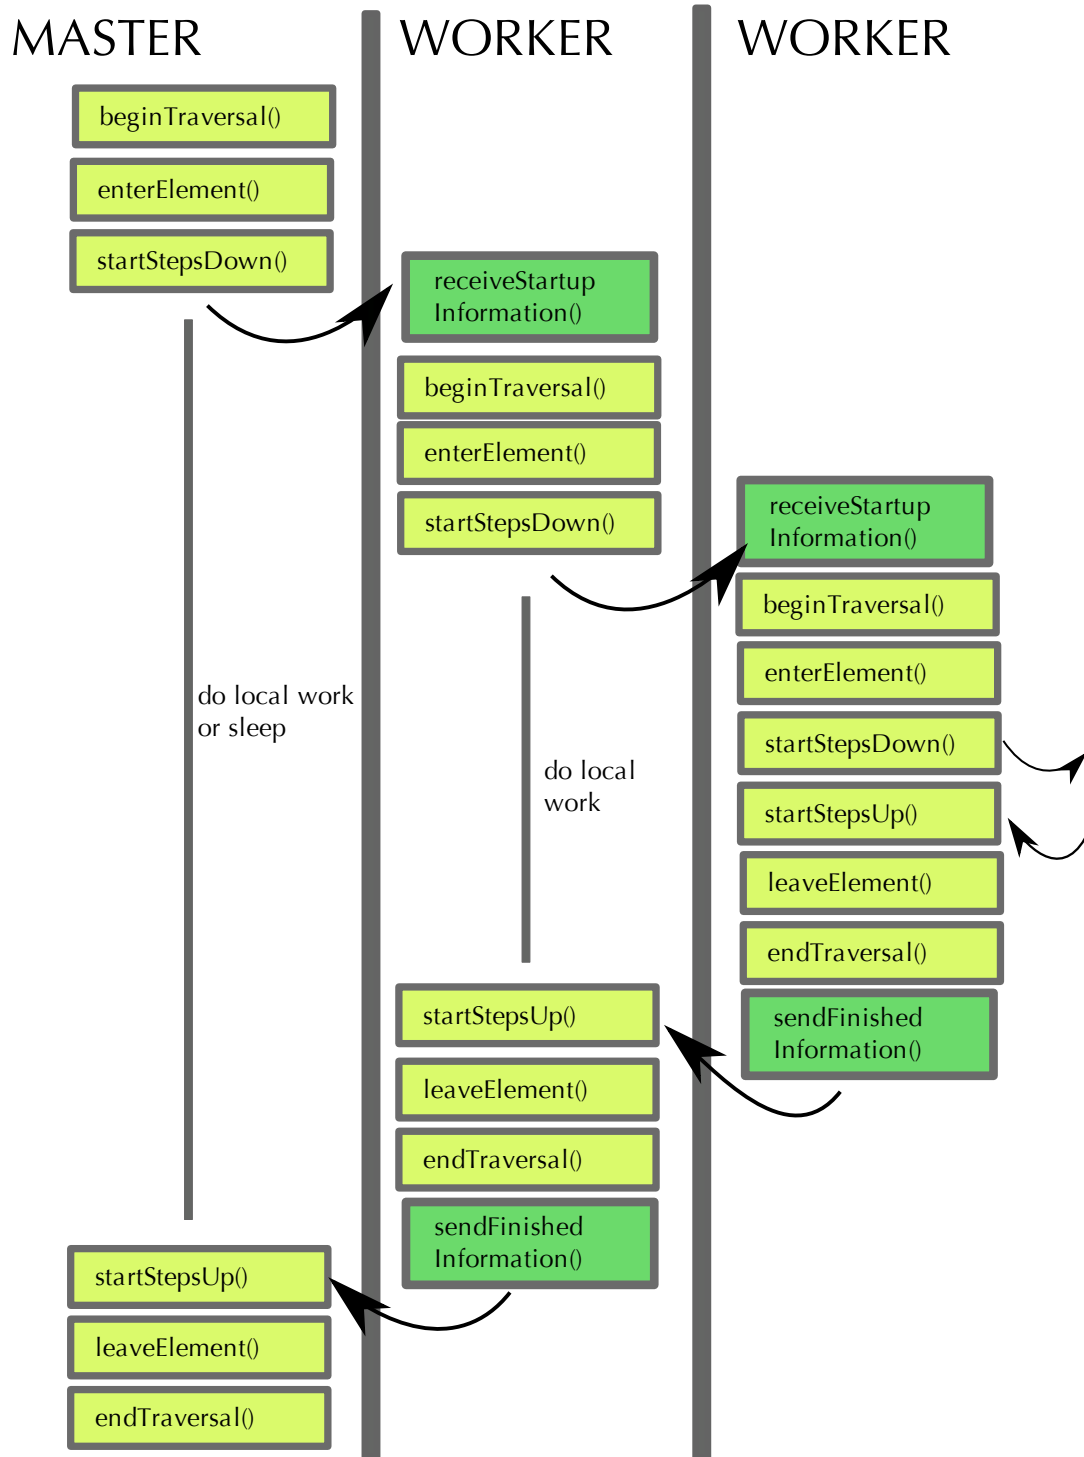 MASTER
beginTraversal()
enterElement()
startStepsDown()
do local work
or sleep
startStepsUp()
leaveElement()
endTraversal()
WORKER
receiveStartup
Information()
beginTraversal()
enterElement()
startStepsDown()
do local
work
startStepsUp()
leaveElement()
endTraversal()
sendFinished
Information()
WORKER
receiveStartup
Information()
beginTraversal()
enterElement()
startStepsDown()
startStepsUp()
leaveElement()
endTraversal()
sendFinished
Information()